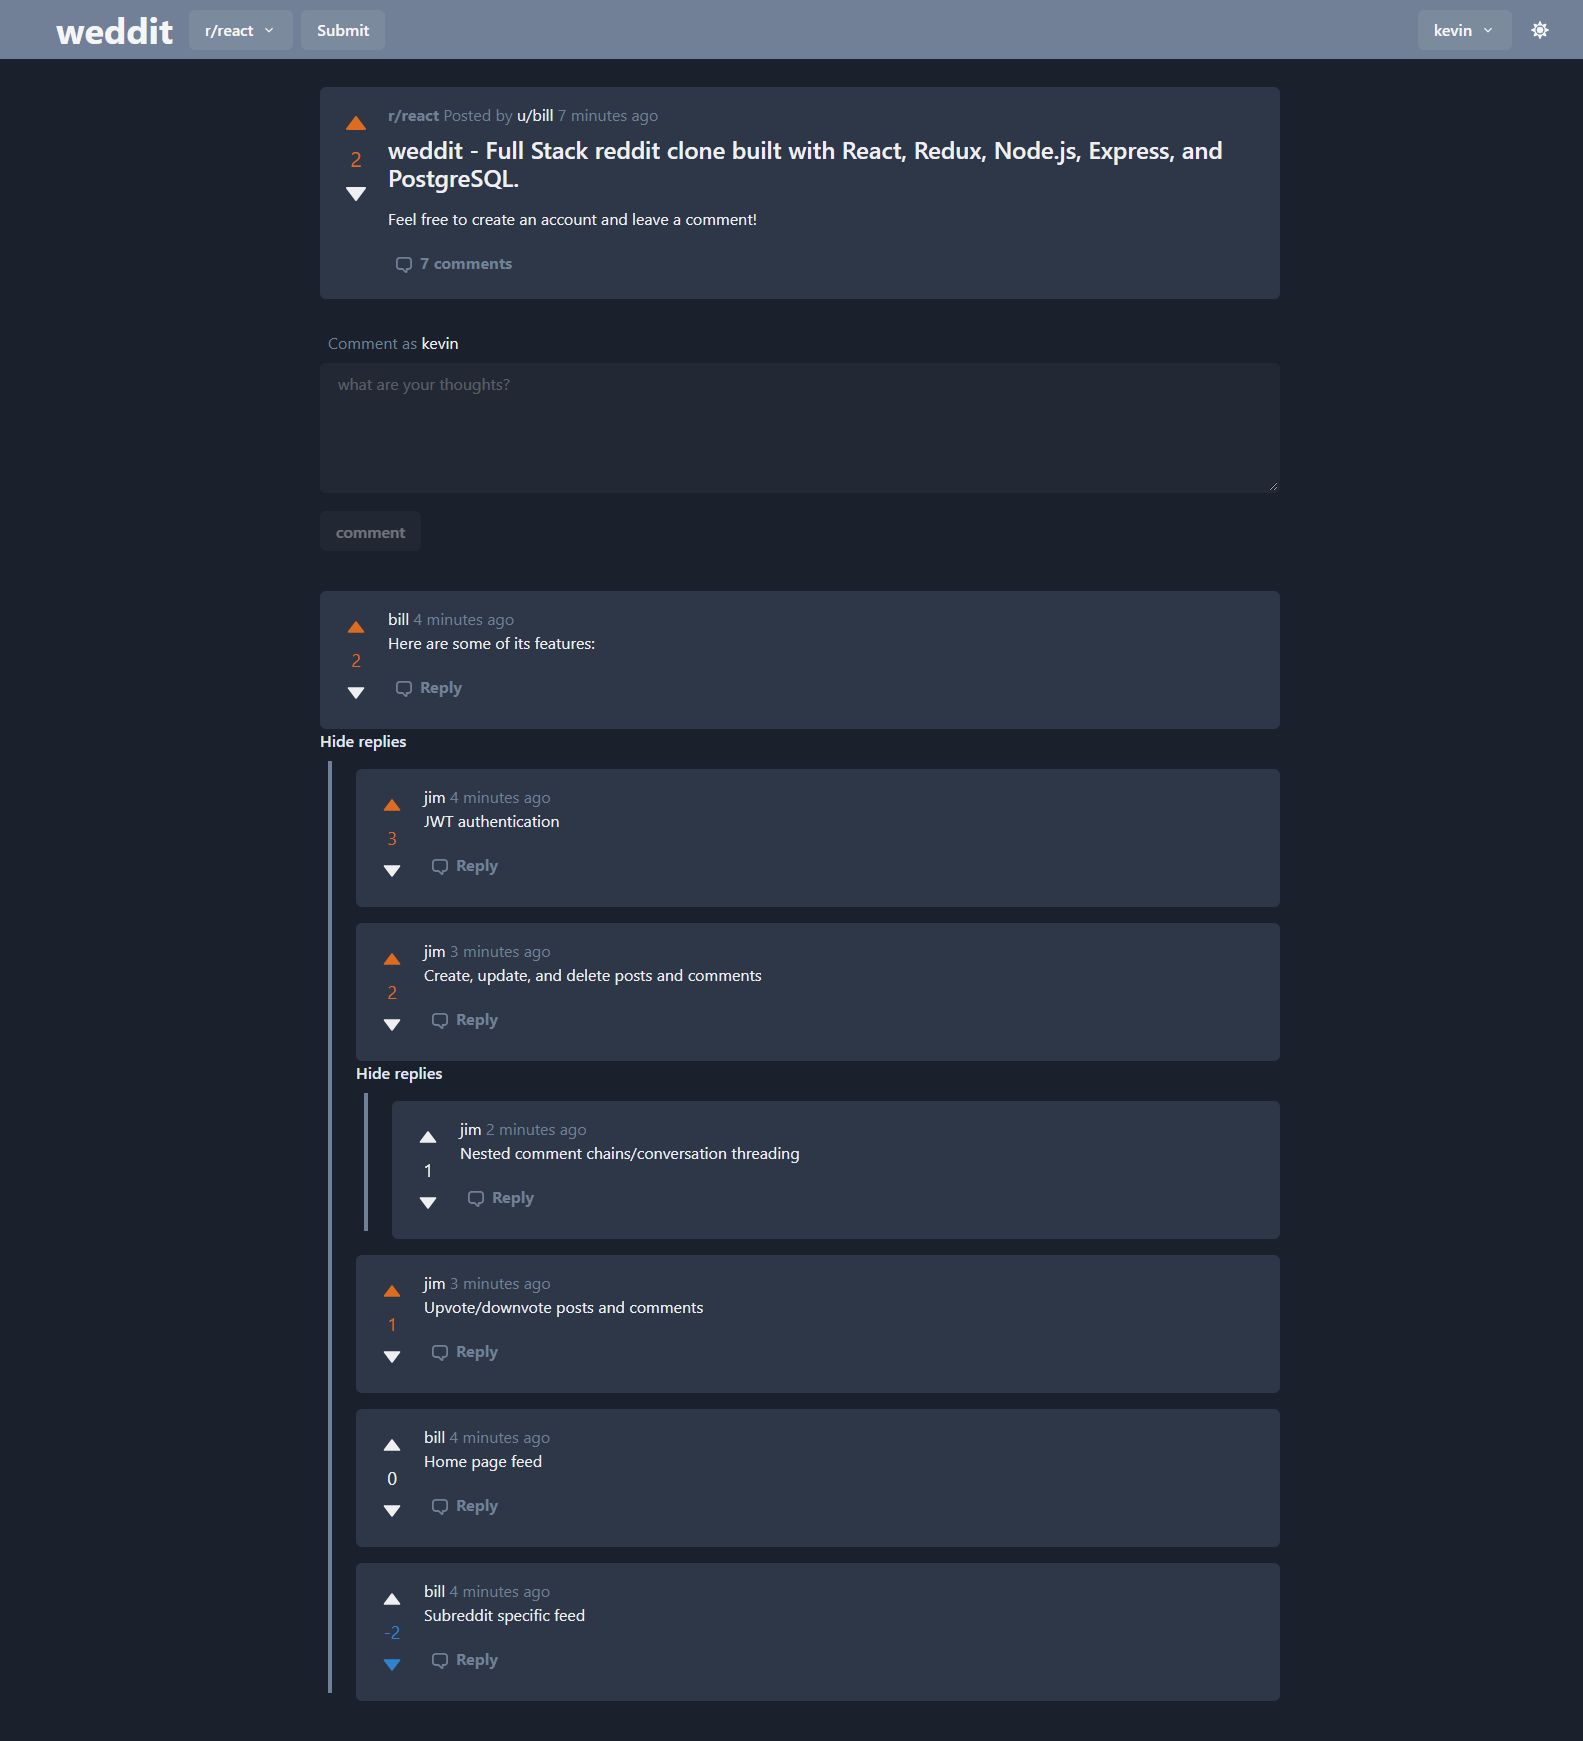 weddit r/react Submit kevin
r/react Posted by u/bill 7 minutes ago
2
weddit - Full Stack reddit clone built with React, Redux, Node.js, Express, and
PostgreSQL.
Feel free to create an account and leave a comment!
7 comments
Comment as kevin
what are your thoughts?
comment
bill 4 minutes ago
Here are some of its features:
2
Reply
Hide replies
jim 4 minutes ago
JWT authentication
3
Reply
jim 3 minutes ago
Create, update, and delete posts and comments
2
Reply
Hide replies
jim 2 minutes ago
Nested comment chains/conversation threading
1
Reply
jim 3 minutes ago
Upvote/downvote posts and comments
1
Reply
bill 4 minutes ago
Home page feed
0
Reply
bill 4 minutes ago
Subreddit specific feed
-2
Reply